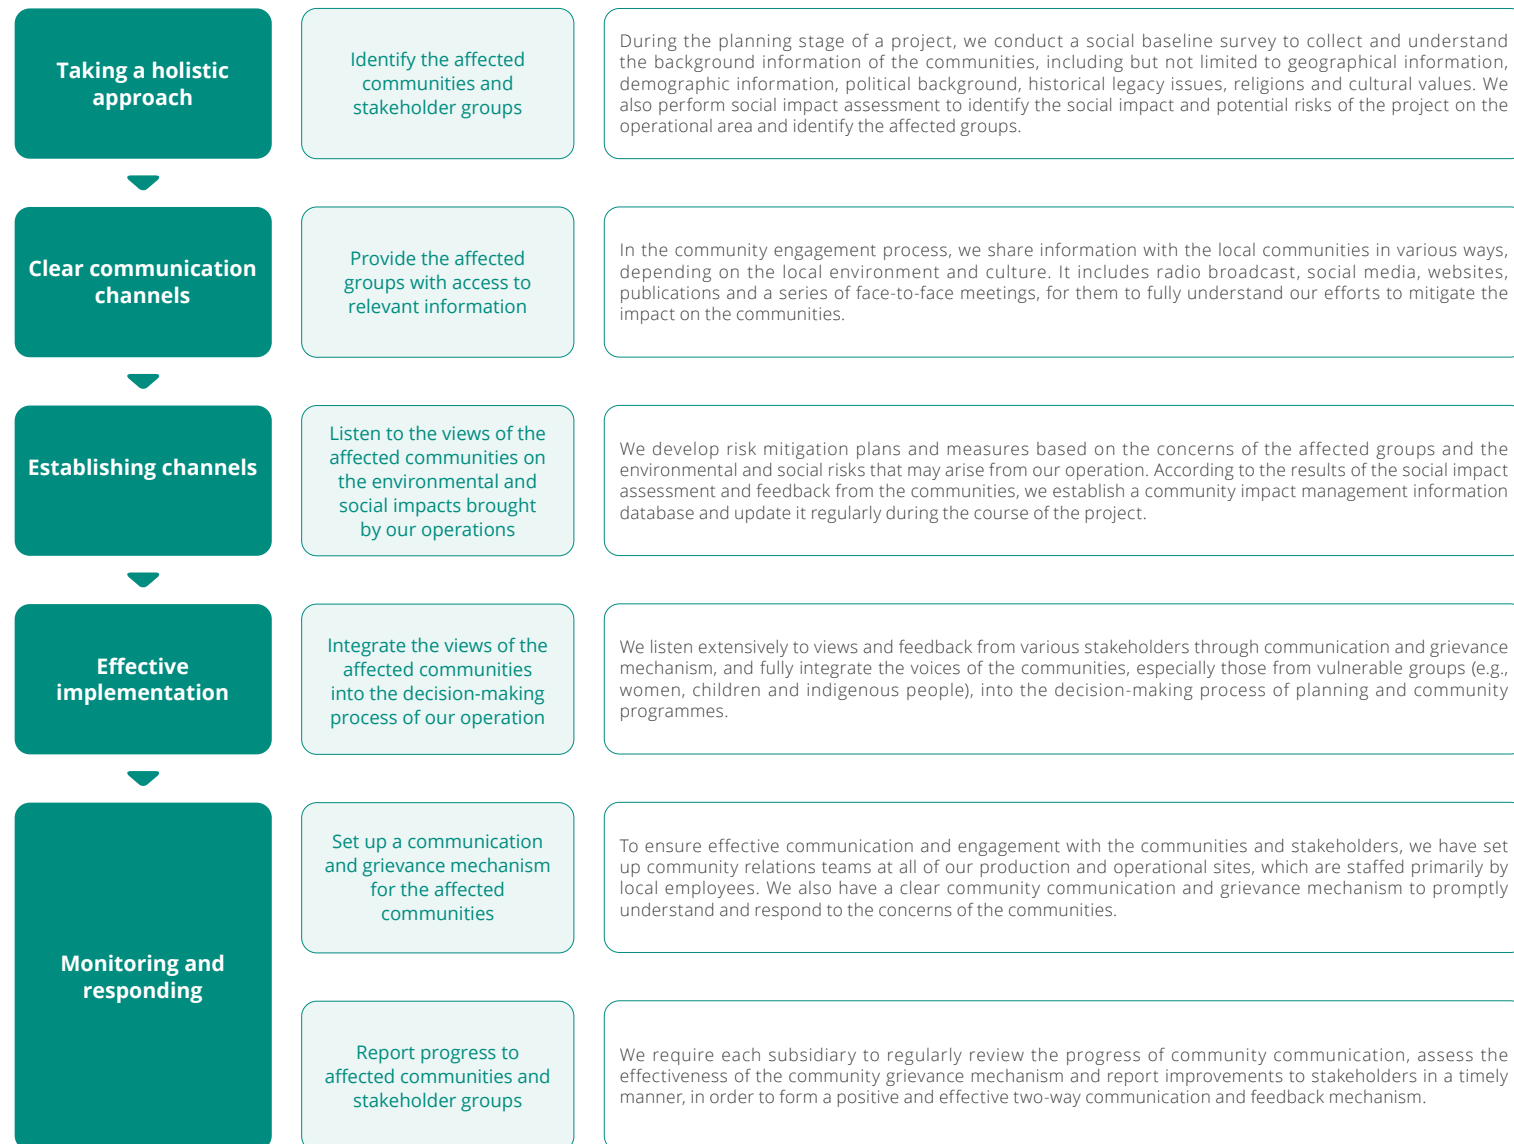 Taking a holistic
approach
Identify the affected
communities and
stakeholder groups
During the planning stage of a project, we conduct a social baseline survey to collect and understand
the background information of the communities, including but not limited to geographical information,
demographic information, political background, historical legacy issues, religions and cultural values. We
also perform social impact assessment to identify the social impact and potential risks of the project on the
operational area and identify the affected groups.
Clear communication
channels
Provide the affected
groups with access to
relevant information
In the community engagement process, we share information with the local communities in various ways,
depending on the local environment and culture. It includes radio broadcast, social media, websites,
publications and a series of face-to-face meetings, for them to fully understand our efforts to mitigate the
impact on the communities.
Establishing channels
Listen to the views of the
affected communities on
the environmental and
social impacts brought
by our operations
We develop risk mitigation plans and measures based on the concerns of the affected groups and the
environmental and social risks that may arise from our operation. According to the results of the social impact
assessment and feedback from the communities, we establish a community impact management information
database and update it regularly during the course of the project.
Effective
implementation
Integrate the views of the
affected communities
into the decision-making
process of our operation
We listen extensively to views and feedback from various stakeholders through communication and grievance
mechanism, and fully integrate the voices of the communities, especially those from vulnerable groups (e.g.,
women, children and indigenous people), into the decision-making process of planning and community
programmes.
Monitoring and
responding
Set up a communication
and grievance mechanism
for the affected
communities
To ensure effective communication and engagement with the communities and stakeholders, we have set
up community relations teams at all of our production and operational sites, which are staffed primarily by
local employees. We also have a clear community communication and grievance mechanism to promptly
understand and respond to the concerns of the communities.
Report progress to
affected communities and
stakeholder groups
We require each subsidiary to regularly review the progress of community communication, assess the
effectiveness of the community grievance mechanism and report improvements to stakeholders in a timely
manner, in order to form a positive and effective two-way communication and feedback mechanism.